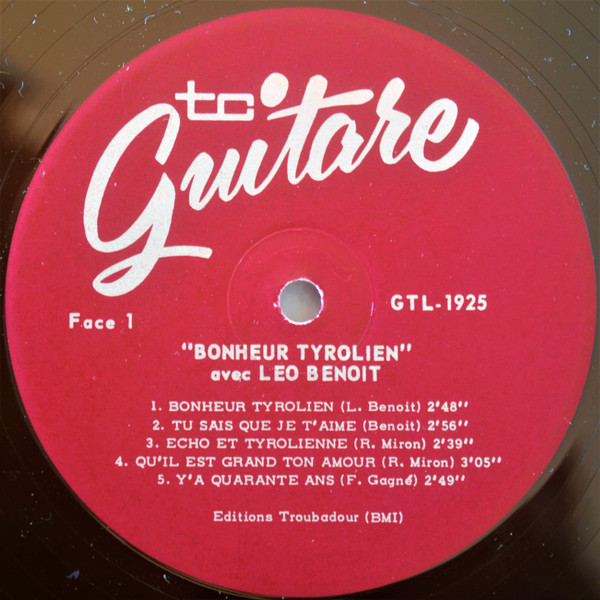 tc
Guitare
GTL-1925
Face 1
"BONHEUR TYROLIEN"
avec LEO BENOIT
1. BONHEUR TYROLIEN (L. Benoit) 2'48''
2. TU SAIS QUE JE T'AIME (Benoit) 2'56''
3. ECHO ET TYROLIENNE (R. Miron) 2'39''
4. QU'IL EST GRAND TON AMOUR (R. Miron) 3'05''
5. Y'A QUARANTE ANS (F. Gagné) 2'49''
Editions Troubadour (BMI)